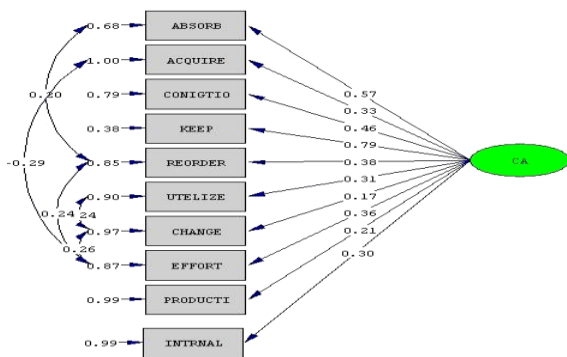 0.68 ABSORB
1.00 ACQUIRE 0.57
0.79 CONIGTIO 0.33
0.20 0.46
0.38 KEEP 0.79
-0.29 0.85 REORDER 0.38 CA
0.90 UTELIZE 0.31
0.24 24 0.17
0.97 CHANGE 0.36
0.26 0.21
0.87 EFFORT 0.30
0.99 PRODUCTI
0.99 INTRNAL